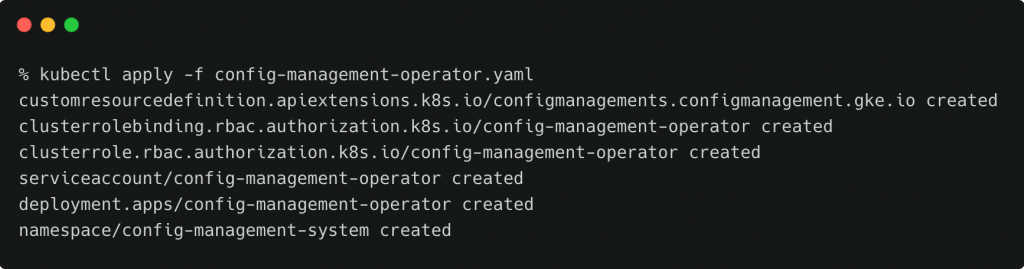 % kubectl apply -f config-management-operator.yaml
customresourcedefinition.apiextensions.k8s.io/configmanagements.configmanagement.gke.io created
clusterrolebinding.rbac.authorization.k8s.io/config-management-operator created
clusterrole.rbac.authorization.k8s.io/config-management-operator created
serviceaccount/config-management-operator created
deployment.apps/config-management-operator created
namespace/config-management-system created